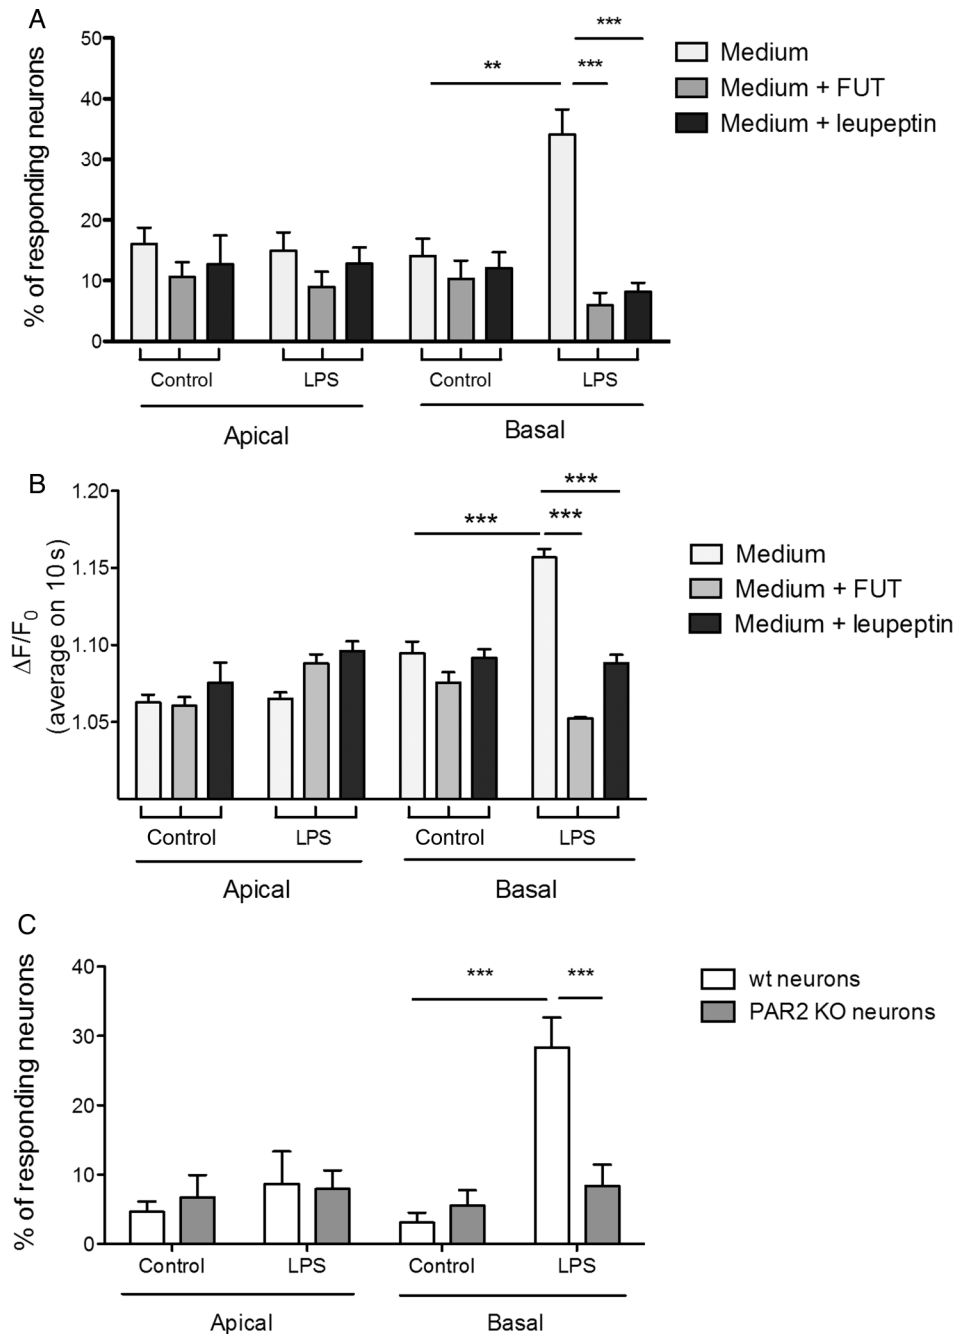 A
% of responding neurons
50
40
30
20
10
0
**
***
***
Medium
Medium + FUT
Medium + leupeptin
Control
LPS
Control
LPS
Apical
Basal
B
ΔF/F0
(average on 10 s)
1.20
1.15
1.10
1.05
***
***
***
Medium
Medium + FUT
Medium + leupeptin
Control
LPS
Control
LPS
Apical
Basal
C
% of responding neurons
40
30
20
10
0
***
***
wt neurons
PAR2 KO neurons
Control
LPS
Control
LPS
Apical
Basal